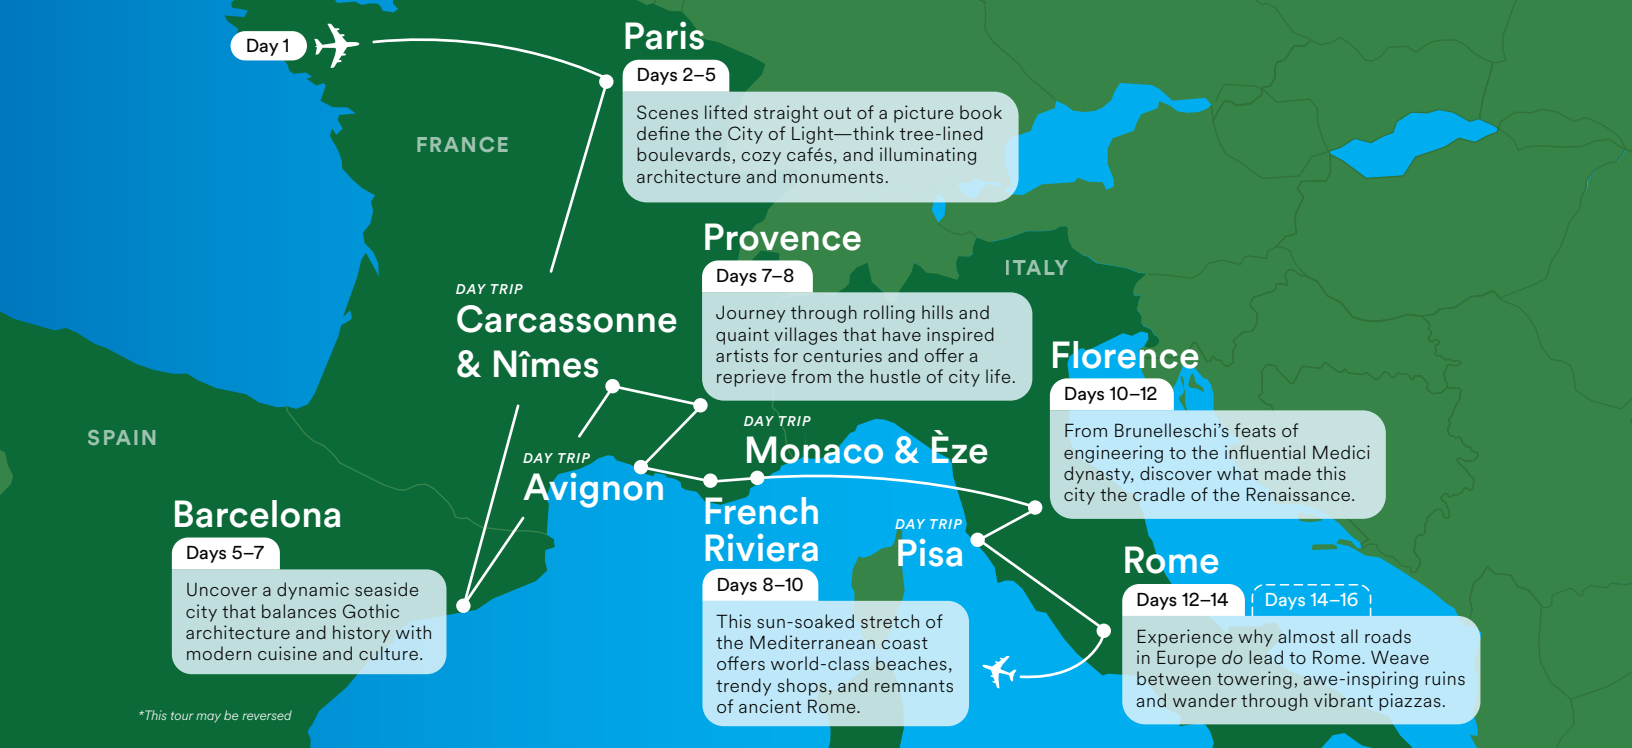 Day 1
Paris
Days 2–5
Scenes lifted straight out of a picture book
define the City of Light—think tree-lined
boulevards, cozy cafés, and illuminating
architecture and monuments.
FRANCE
Provence
Days 7–8
Journey through rolling hills and
quaint villages that have inspired
artists for centuries and offer a
reprieve from the hustle of city life.
ITALY
DAY TRIP
Carcassonne
& Nîmes
Florence
Days 10–12
From Brunelleschi’s feats of
engineering to the influential Medici
dynasty, discover what made this
city the cradle of the Renaissance.
SPAIN
DAY TRIP
Monaco & Èze
DAY TRIP
Avignon
Barcelona
Days 5–7
Uncover a dynamic seaside
city that balances Gothic
architecture and history with
modern cuisine and culture.
French
Riviera
Days 8–10
This sun-soaked stretch of
the Mediterranean coast
offers world-class beaches,
trendy shops, and remnants
of ancient Rome.
DAY TRIP
Pisa
Rome
Days 12–14
Days 14–16
Experience why almost all roads
in Europe do lead to Rome. Weave
between towering, awe-inspiring ruins
and wander through vibrant piazzas.
*This tour may be reversed